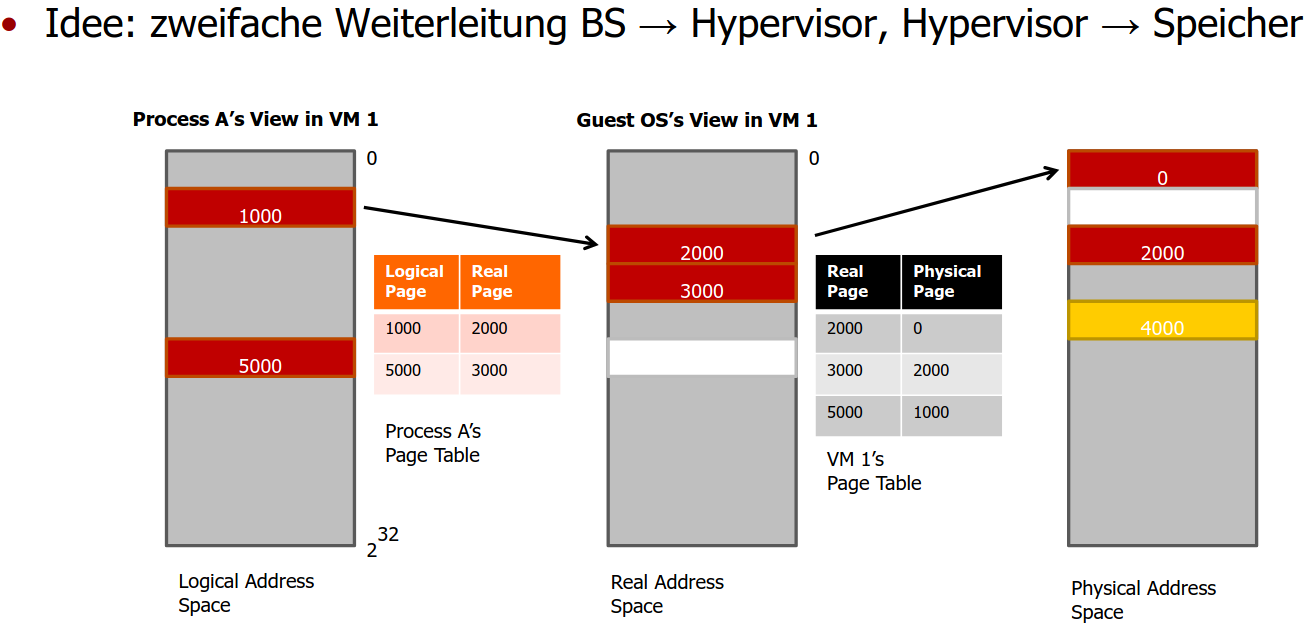 • Idee: zweifache Weiterleitung BS → Hypervisor, Hypervisor → Speicher
Process A’s View in VM 1
0
1000
5000
2^32
Logical Address
Space
Logical Page | Real Page
1000 | 2000
5000 | 3000
Process A’s
Page Table
Guest OS’s View in VM 1
0
2000
3000
Real Address
Space
Real Page | Physical Page
2000 | 0
3000 | 2000
5000 | 1000
VM 1’s
Page Table
0
2000
4000
Physical Address
Space